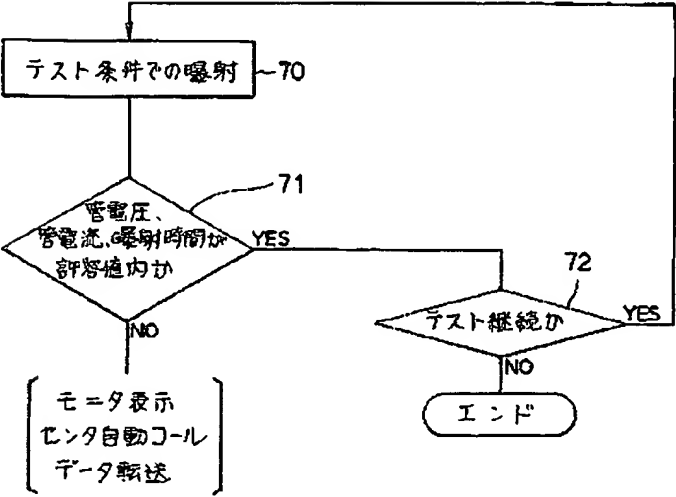 テスト条件での曝射
70
71
管電圧、
管電流、曝射時間が
許容値内か
YES
NO
72
テスト継続か
YES
NO
モニタ表示
センタ自動コール
データ転送
エンド